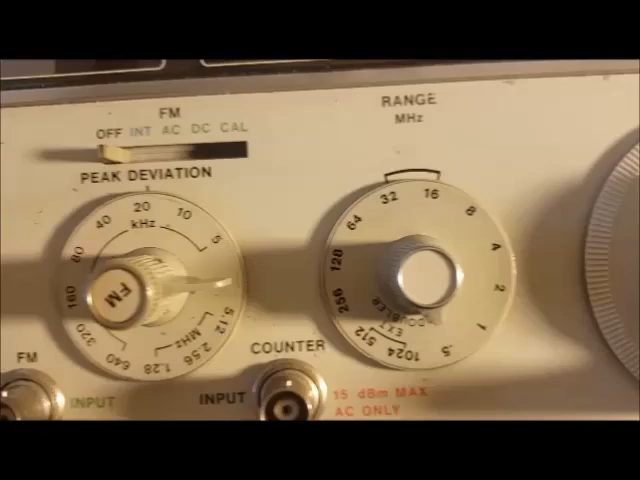 FM
OFF INT AC DC CAL
PEAK DEVIATION
20
40
10
kHz
5
80
160
FM
320
640
1.28
2.56
MHz
5.12
RANGE
MHz
32
16
64
8
128
4
256
2
DOUBLER
EXT
512
1024
.5
1
FM
INPUT
COUNTER
INPUT
15 dBm MAX
AC ONLY